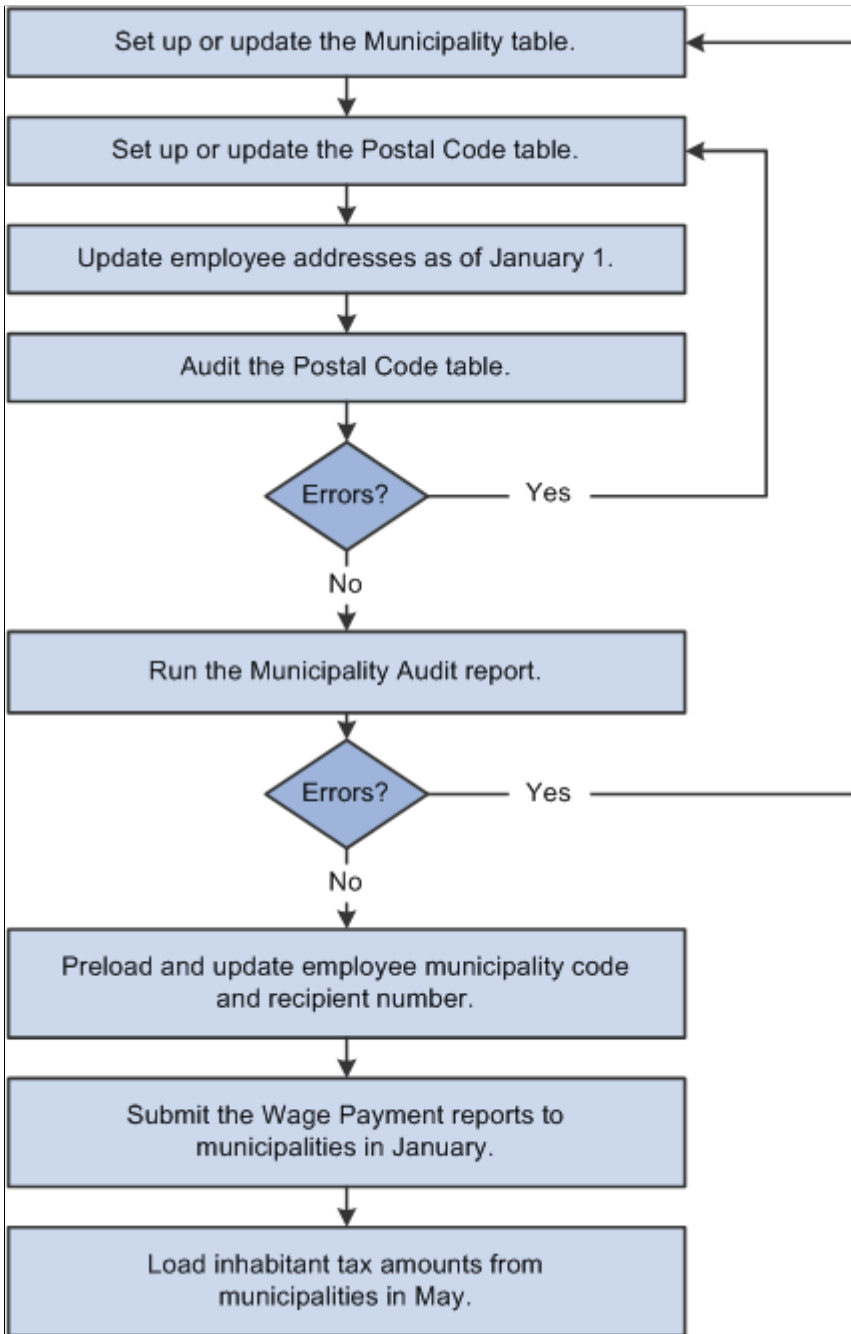 Set up or update the Municipality table.
Set up or update the Postal Code table.
Update employee addresses as of January 1.
Audit the Postal Code table.
Errors?
Yes
No
Run the Municipality Audit report.
Errors?
Yes
No
Preload and update employee municipality code
and recipient number.
Submit the Wage Payment reports to
municipalities in January.
Load inhabitant tax amounts from
municipalities in May.